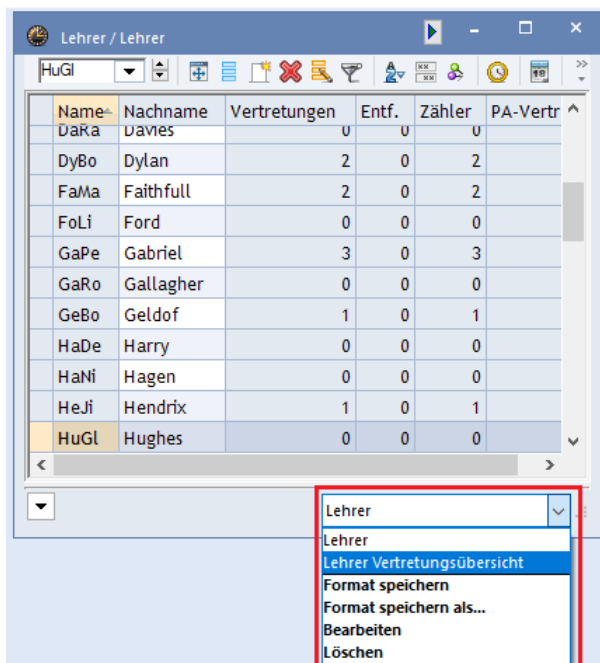 Lehrer / Lehrer
HuGl
Name Nachname Vertretungen Entf. Zähler PA-Vertr
DaRa Davies 0 0 0
DyBo Dylan 2 0 2
FaMa Faithfull 2 0 2
FoLi Ford 0 0 0
GaPe Gabriel 3 0 3
GaRo Gallagher 0 0 0
GeBo Geldof 1 0 1
HaDe Harry 0 0 0
HaNi Hagen 0 0 0
HeJi Hendrix 1 0 1
HuGl Hughes 0 0 0
Lehrer
Lehrer
Lehrer Vertretungsübersicht
Format speichern
Format speichern als...
Bearbeiten
Löschen